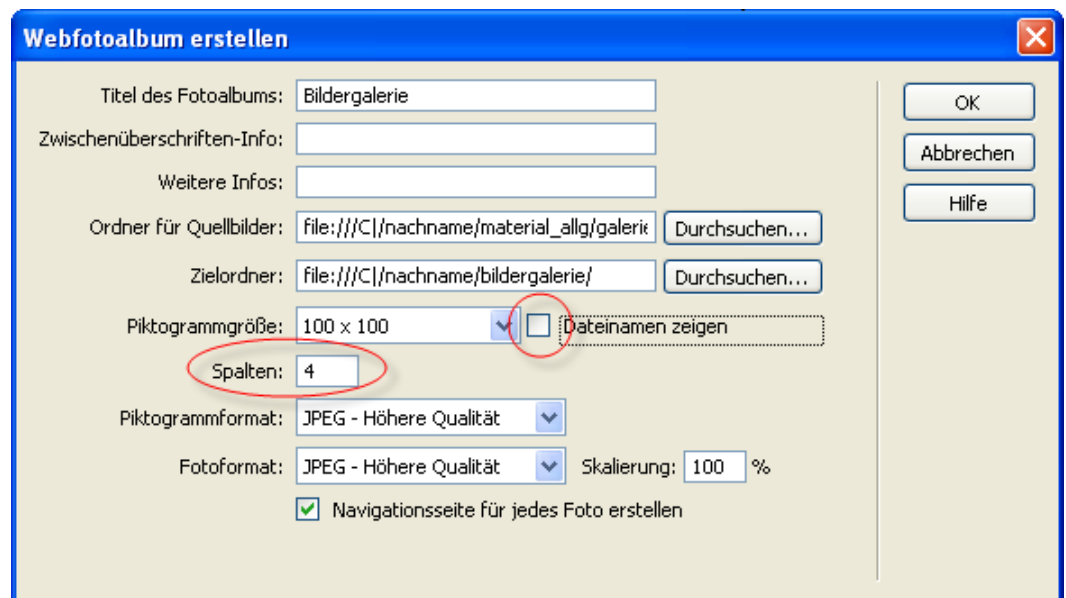 Webfotoalbum erstellen
Titel des Fotoalbums: Bildergalerie
OK
Zwischenüberschriften-Info:
Abbrechen
Weitere Infos:
Hilfe
Ordner für Quellbilder: file:///C|/nachname/material_allg/galerie Durchsuchen...
Zielordner: file:///C|/nachname/bildergalerie/ Durchsuchen...
Piktogrammgröße: 100 x 100 Dateinamen zeigen
Spalten: 4
Piktogrammformat: JPEG - Höhere Qualität
Fotoformat: JPEG - Höhere Qualität Skalierung: 100 %
Navigationsseite für jedes Foto erstellen